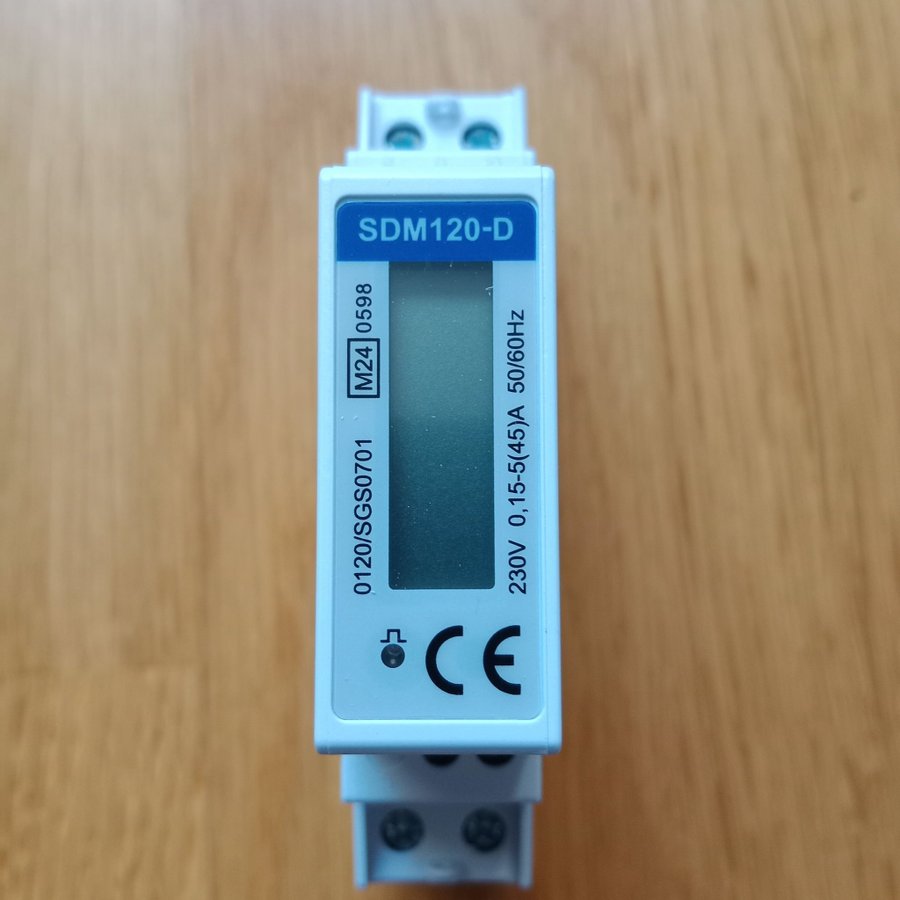 SDM120-D
0120/SGS0701 M24 0598
230V 0,15-5(45)A 50/60Hz
CE